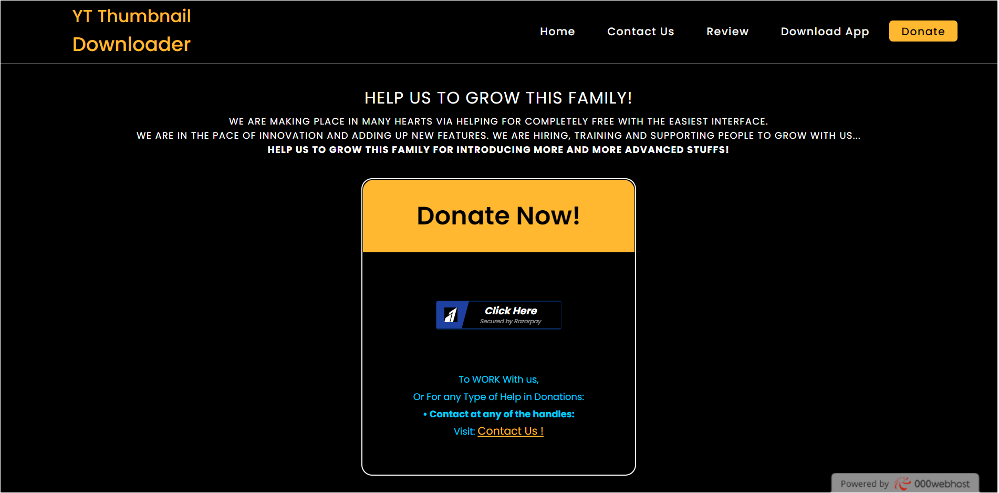 YT Thumbnail
Downloader
Home
Contact Us
Review
Download App
Donate
HELP US TO GROW THIS FAMILY!
WE ARE MAKING PLACE IN MANY HEARTS VIA HELPING FOR COMPLETELY FREE WITH THE EASIEST INTERFACE.
WE ARE IN THE PACE OF INNOVATION AND ADDING UP NEW FEATURES. WE ARE HIRING, TRAINING AND SUPPORTING PEOPLE TO GROW WITH US...
HELP US TO GROW THIS FAMILY FOR INTRODUCING MORE AND MORE ADVANCED STUFFS!
Donate Now!
Click Here
Secured by Razorpay
To WORK With us,
Or For any Type of Help in Donations:
• Contact at any of the handles:
Visit: Contact Us !
Powered by 000webhost